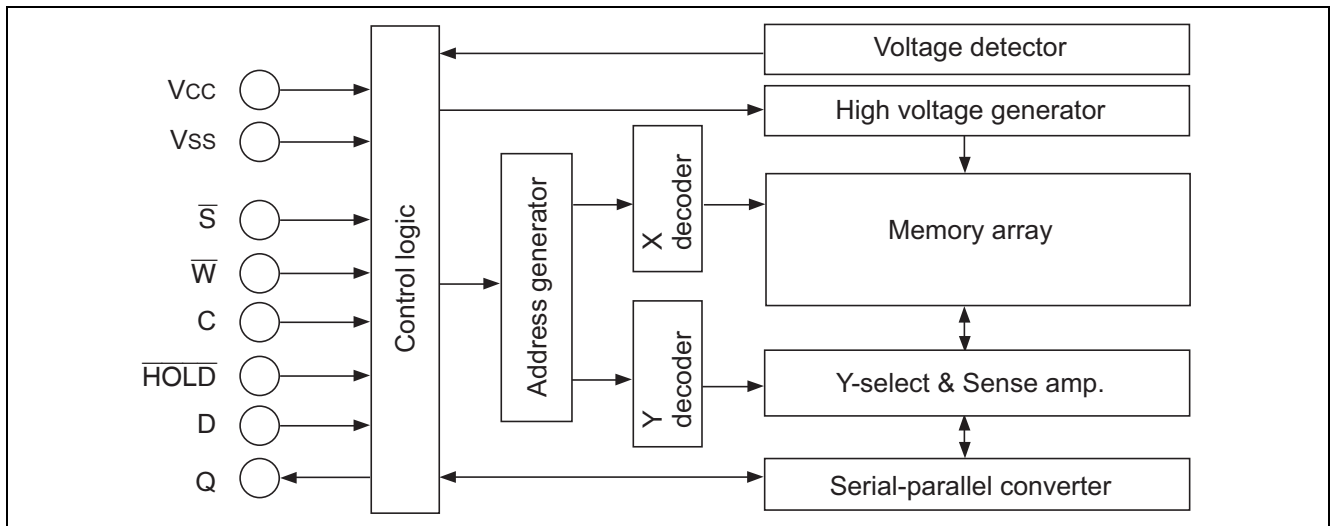 Voltage detector
VCC
High voltage generator
VSS
Control logic
Address generator
X
decoder
Memory array
S̅
W̅
C
H̅O̅L̅D̅
D
Q
Y
decoder
Y-select & Sense amp.
Serial-parallel converter